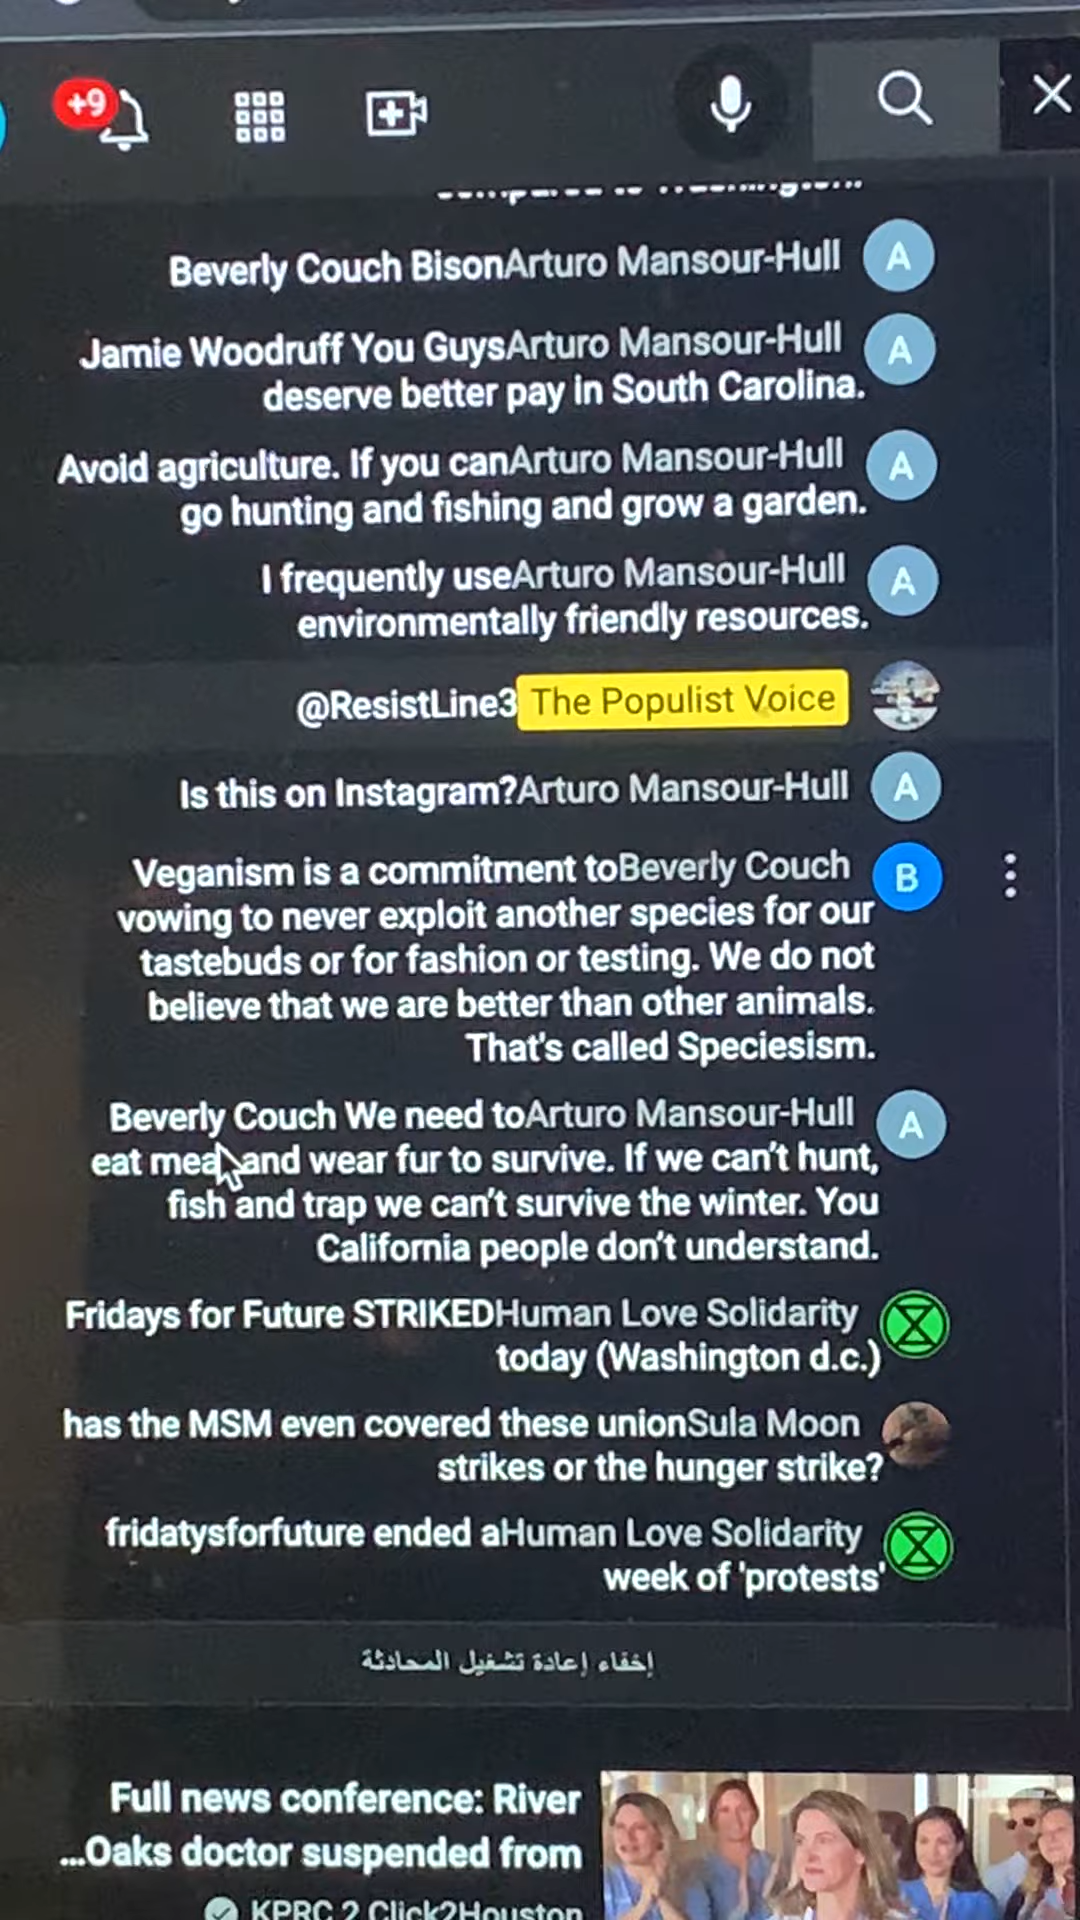 +9
Beverly Couch BisonArturo Mansour-Hull
A
Jamie Woodruff You GuysArturo Mansour-Hull
A
deserve better pay in South Carolina.
Avoid agriculture. If you canArturo Mansour-Hull
A
go hunting and fishing and grow a garden.
I frequently useArturo Mansour-Hull
A
environmentally friendly resources.
@ResistLine3 The Populist Voice
Is this on Instagram?Arturo Mansour-Hull
A
Veganism is a commitment toBeverly Couch
B
vowing to never exploit another species for our
tastebuds or for fashion or testing. We do not
believe that we are better than other animals.
That's called Speciesism.
Beverly Couch We need toArturo Mansour-Hull
A
eat meat and wear fur to survive. If we can't hunt,
fish and trap we can't survive the winter. You
California people don't understand.
Fridays for Future STRIKEDHuman Love Solidarity
today (Washington d.c.)
has the MSM even covered these unionSula Moon
strikes or the hunger strike?
fridatysforfuture ended aHuman Love Solidarity
week of 'protests'
إخفاء إعادة تشغيل المحادثة
Full news conference: River
...Oaks doctor suspended from
KPRC 2 Click2Houston